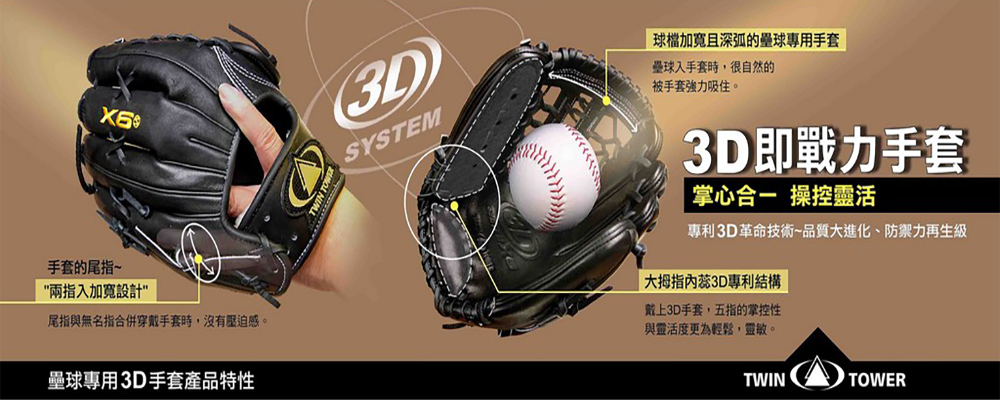 X6
TWIN TOWER
3D
SYSTEM
球檔加寬且深弧的壘球專用手套
壘球入手套時，很自然的
被手套強力吸住。
3D即戰力手套
掌心合一 操控靈活
專利3D革命技術~品質大進化、防禦力再生級
手套的尾指~
"兩指入加寬設計"
尾指與無名指合併穿戴手套時，沒有壓迫感。
大拇指內蕊3D專利結構
戴上3D手套，五指的掌控性
與靈活度更為輕鬆，靈敏。
壘球專用3D手套產品特性
TWIN TOWER